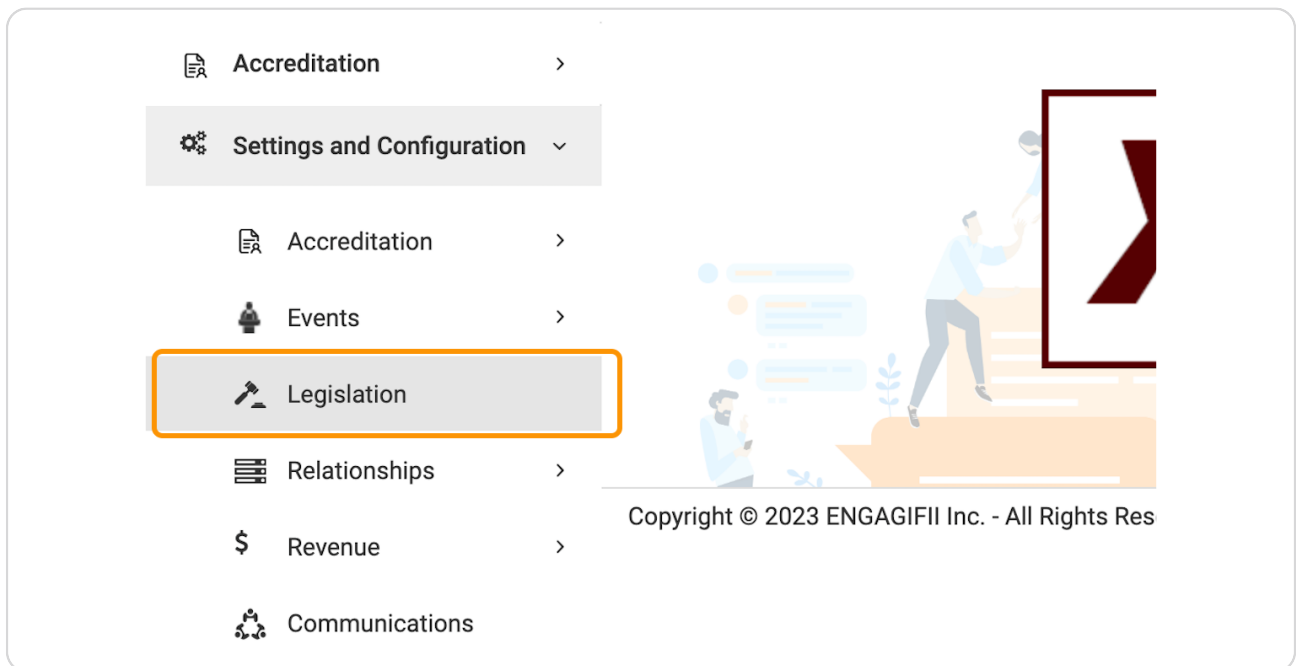 Accreditation
Settings and Configuration
Accreditation
Events
Legislation
Relationships
Revenue
Communications
Copyright © 2023 ENGAGIFII Inc. - All Rights Res